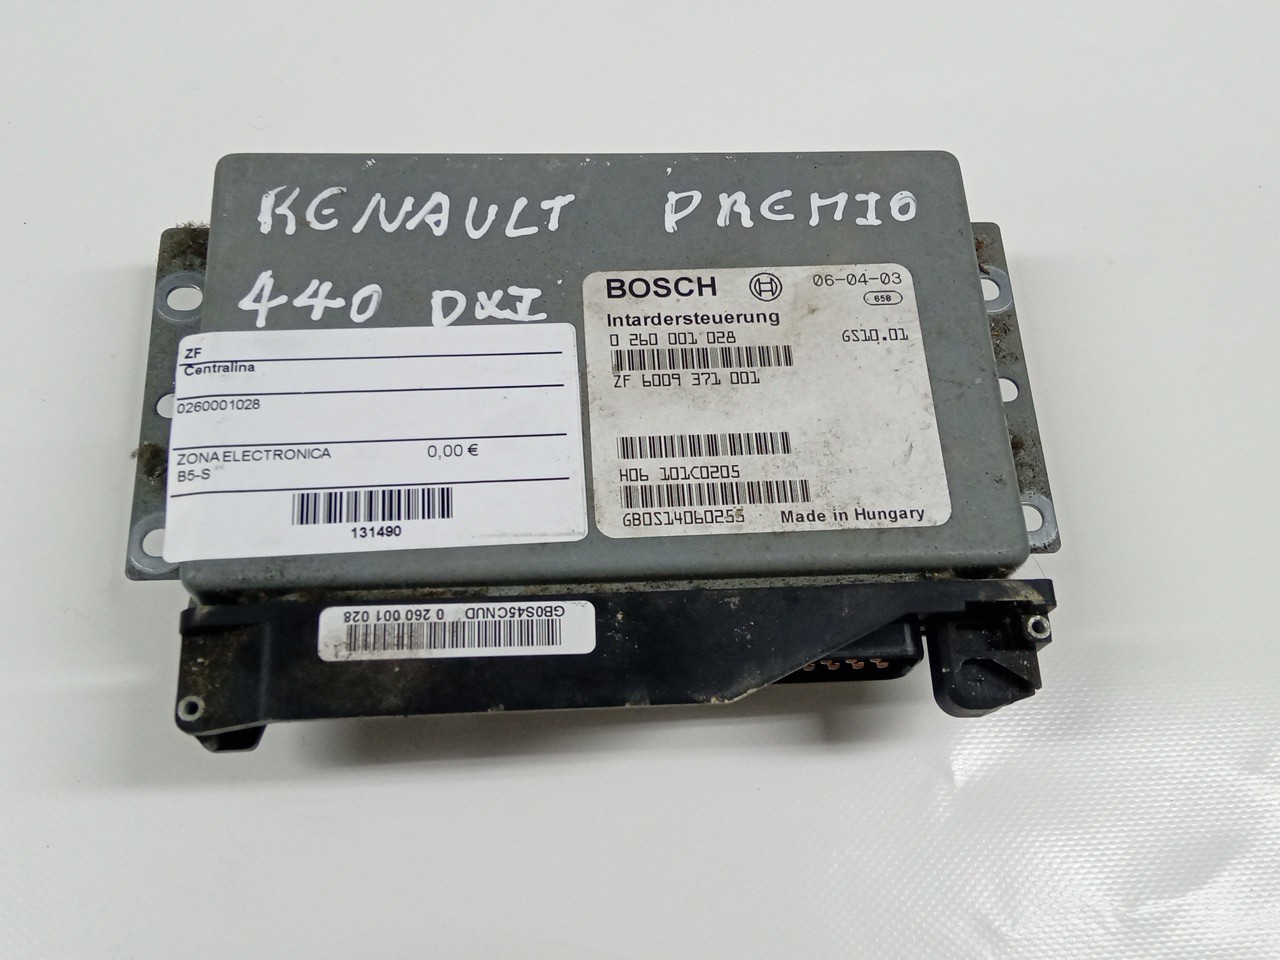 RENAULT PREMIO
440 DXI
BOSCH 06-04-03
658
Intardersteuerung
0 260 001 028 GS10.01
ZF 6009 371 001
H06 101C0205
GB0S14060255 Made in Hungary
ZF
Centralina
0260001028
ZONA ELECTRONICA 0,00 €
B5-S
131490
GB0S45CNUD 0 260 001 028